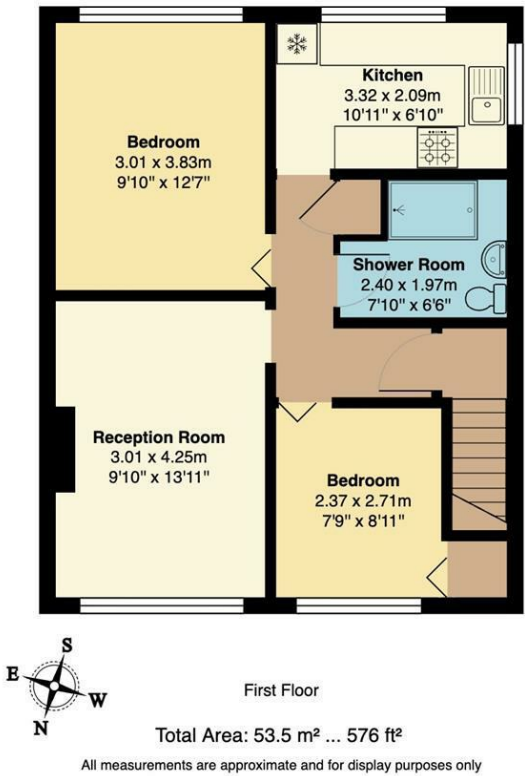 Kitchen
3.32 x 2.09m
10'11" x 6'10"
Bedroom
3.01 x 3.83m
9'10" x 12'7"
Shower Room
2.40 x 1.97m
7'10" x 6'6"
Reception Room
3.01 x 4.25m
9'10" x 13'11"
Bedroom
2.37 x 2.71m
7'9" x 8'11"
S
E
W
N
First Floor
Total Area: 53.5 m² ... 576 ft²
All measurements are approximate and for display purposes only